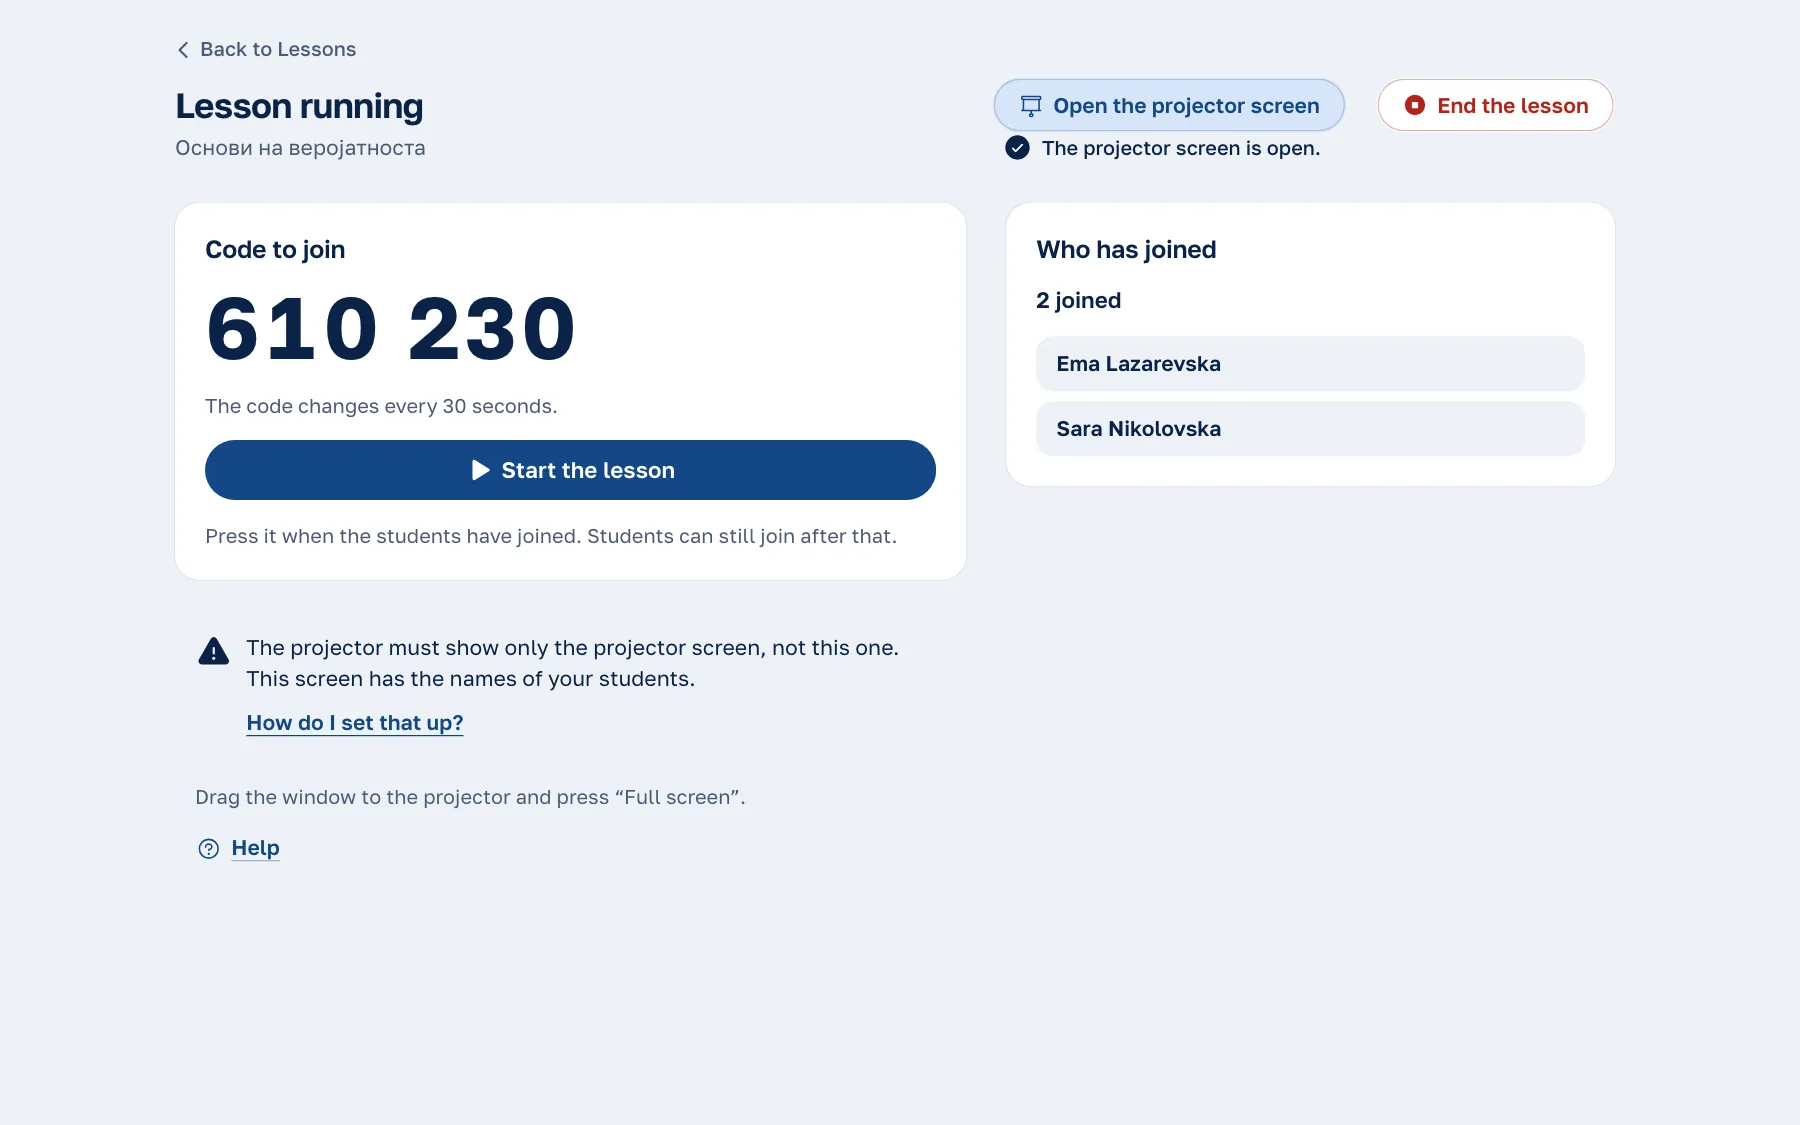 Back to Lessons
Lesson running
Основи на веројатноста
Open the projector screen
End the lesson
The projector screen is open.
Code to join
610 230
The code changes every 30 seconds.
Start the lesson
Press it when the students have joined. Students can still join after that.
Who has joined
2 joined
Ema Lazarevska
Sara Nikolovska
The projector must show only the projector screen, not this one.
This screen has the names of your students.
How do I set that up?
Drag the window to the projector and press “Full screen”.
Help